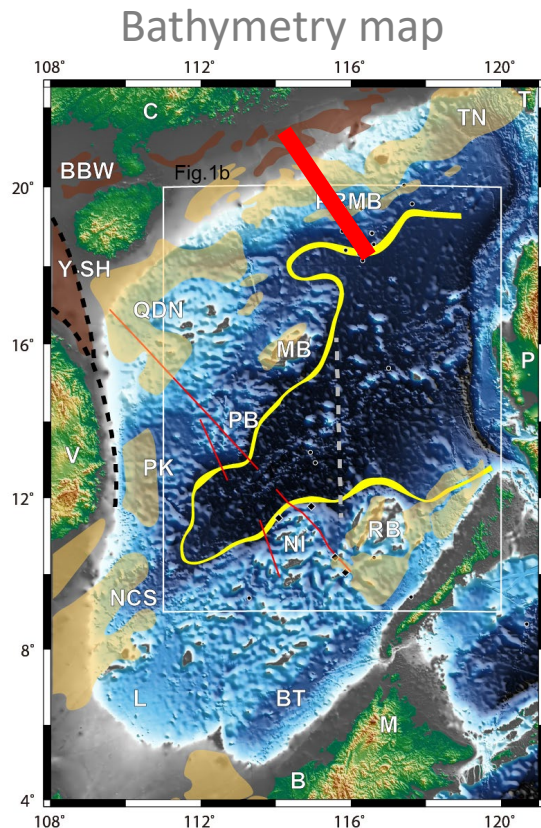 Bathymetry map
108°
112°
116°
120°
C
TN
T
BBW
Fig.1b
20°
Y-SH
QDN
16°
MB
P
PB
V
PK
12°
NI
RB
NCS
8°
L
BT
M
B
4°
108°
112°
116°
120°